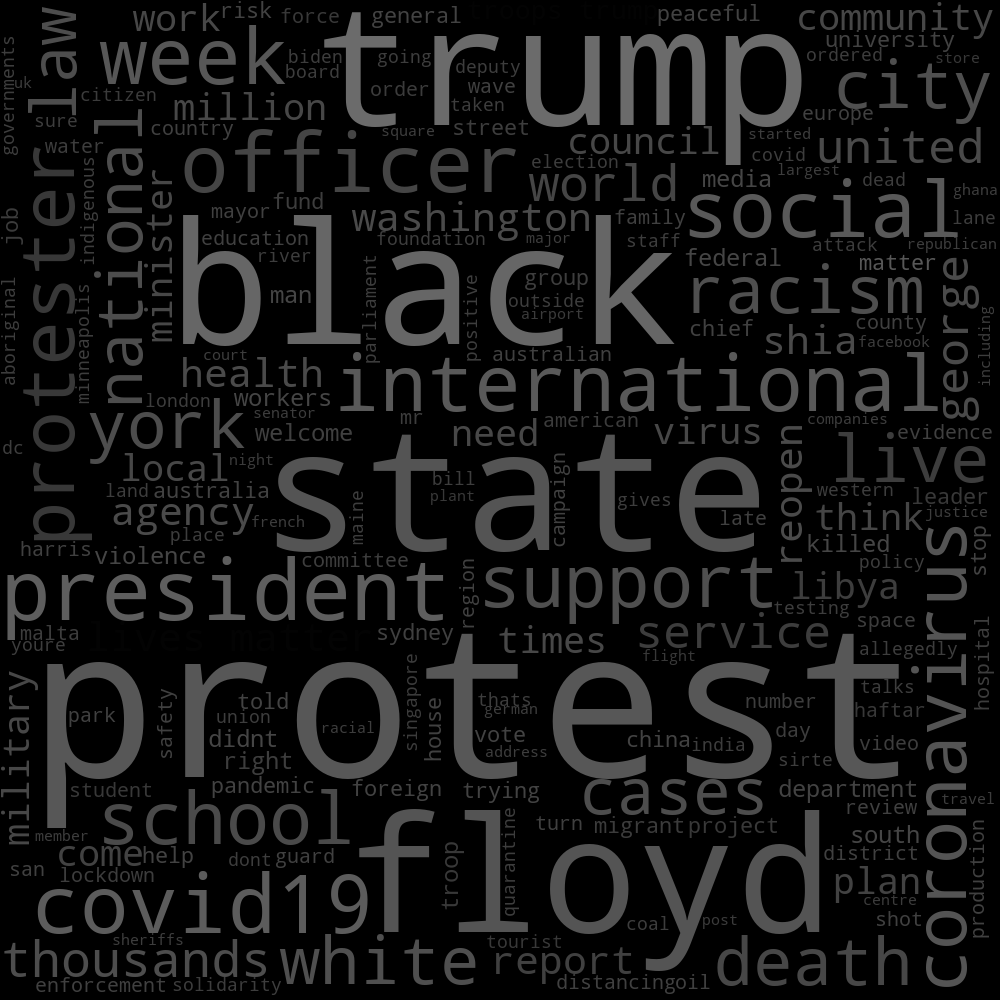 work risk force general troops trump peaceful community
week trump university
governments law biden going deputy ordered store
uk board city
citizen million order wave taken europe
sure country square street council started
water national officer election covid united
indigenous minister world media largest dead
protester mayor fund washington family social ghana
job education foundation major staff lane
river black federal attack republican
man parliament positive group racism matter
aboriginal minneapolis outside george
airport chief county including
court australian shia facebook
health international
london workers
york senator mr american companies
dc welcome need virus evidence
local night state reopen live
land australia bill western leader
agency maine plant campaign gives think justice
french late
harris place killed stop
violence committee policy
president region support libya
testing space
malta lives matter sydney times service coronavirus
youre flight allegedly hospital
military protest talks
safety told singapore thats number haftar
park union racial house german
didnt vote china india day video
right address sirte
student pandemic foreign trying cases department
school review travel
member turn migrant project south
come help dont guard floyd district production
san lockdown troop quarantine plan
covid19 centre
coal post shot
sheriffs tourist
thousands white report death
enforcement solidarity distancing oil